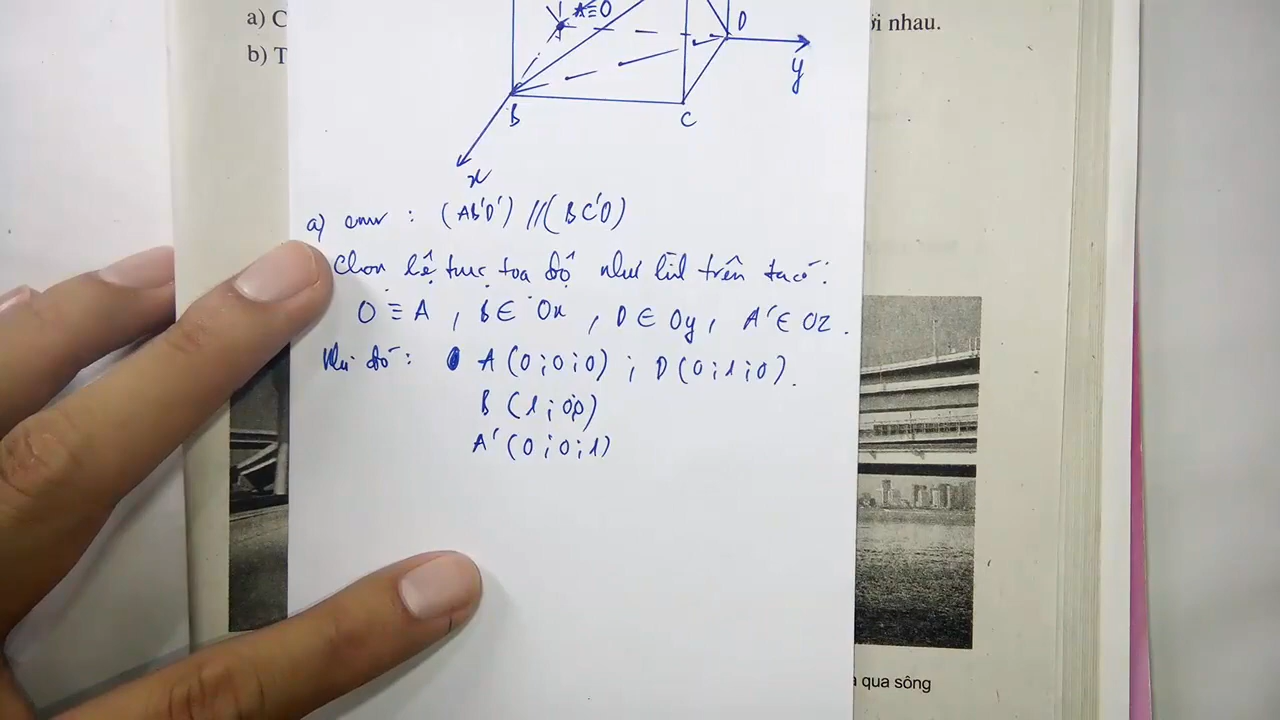 a) C
A≡O
D
ời nhau.
b) T
y
B
C
x
a) cmr : (AB'D') // (BC'D)
Chọn hệ trục tọa độ như hình trên ta có:
O ≡ A , B ∈ Ox , D ∈ Oy , A' ∈ OZ .
Khi đó : A (0 ; 0 ; 0) ; D (0 ; 1 ; 0) .
B (1 ; 0;0)
A' (0 ; 0 ; 1)
qua sông